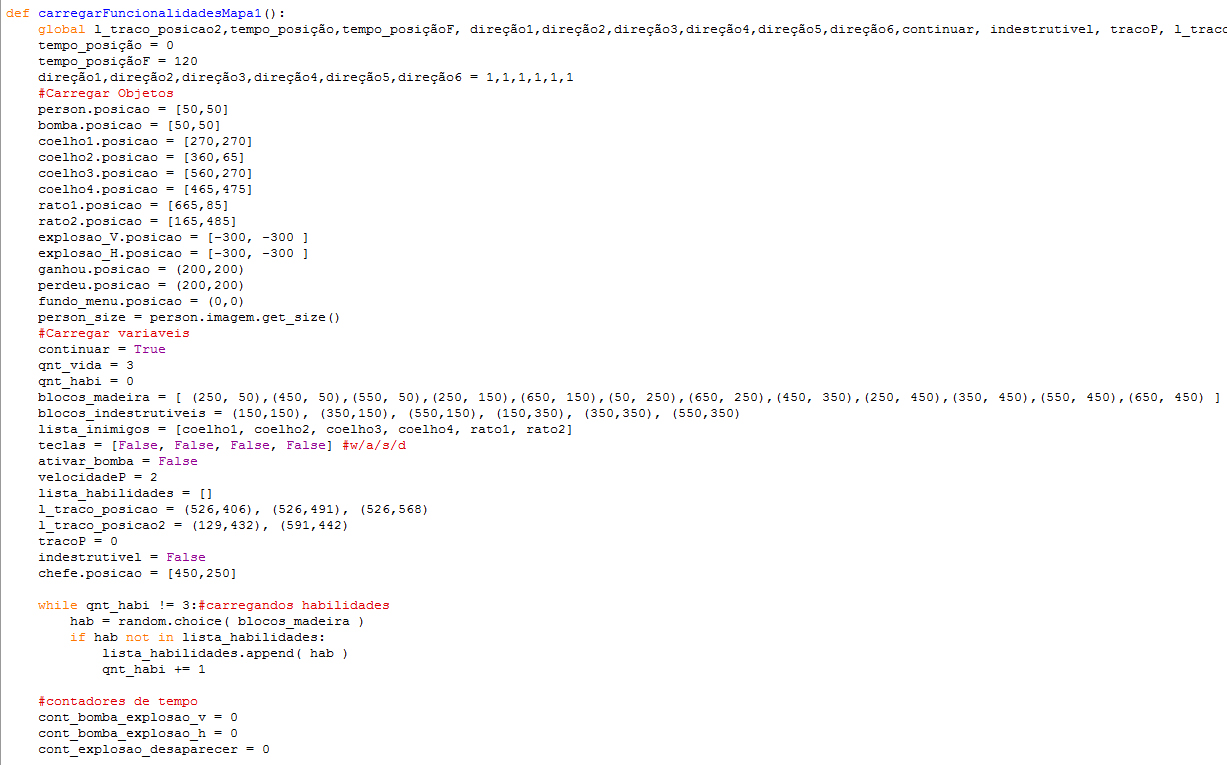 def carregarFuncionalidadesMapa1():
    global l_traco_posicao2,tempo_posição,tempo_posiçãoF, direção1,direção2,direção3,direção4,direção5,direção6,continuar, indestrutivel, tracoP, l_traco
    tempo_posição = 0
    tempo_posiçãoF = 120
    direção1,direção2,direção3,direção4,direção5,direção6 = 1,1,1,1,1,1
    #Carregar Objetos
    person.posicao = [50,50]
    bomba.posicao = [50,50]
    coelho1.posicao = [270,270]
    coelho2.posicao = [360,65]
    coelho3.posicao = [560,270]
    coelho4.posicao = [465,475]
    rato1.posicao = [665,85]
    rato2.posicao = [165,485]
    explosao_V.posicao = [-300, -300 ]
    explosao_H.posicao = [-300, -300 ]
    ganhou.posicao = (200,200)
    perdeu.posicao = (200,200)
    fundo_menu.posicao = (0,0)
    person_size = person.imagem.get_size()
    #Carregar variaveis
    continuar = True
    qnt_vida = 3
    qnt_habi = 0
    blocos_madeira = [ (250, 50),(450, 50),(550, 50),(250, 150),(650, 150),(50, 250),(650, 250),(450, 350),(250, 450),(350, 450),(550, 450),(650, 450) ]
    blocos_indestrutiveis = (150,150), (350,150), (550,150), (150,350), (350,350), (550,350)
    lista_inimigos = [coelho1, coelho2, coelho3, coelho4, rato1, rato2]
    teclas = [False, False, False, False] #w/a/s/d
    ativar_bomba = False
    velocidadeP = 2
    lista_habilidades = []
    l_traco_posicao = (526,406), (526,491), (526,568)
    l_traco_posicao2 = (129,432), (591,442)
    tracoP = 0
    indestrutivel = False
    chefe.posicao = [450,250]
    while qnt_habi != 3:#carregandos habilidades
        hab = random.choice( blocos_madeira )
        if hab not in lista_habilidades:
            lista_habilidades.append( hab )
            qnt_habi += 1
    #contadores de tempo
    cont_bomba_explosao_v = 0
    cont_bomba_explosao_h = 0
    cont_explosao_desaparecer = 0